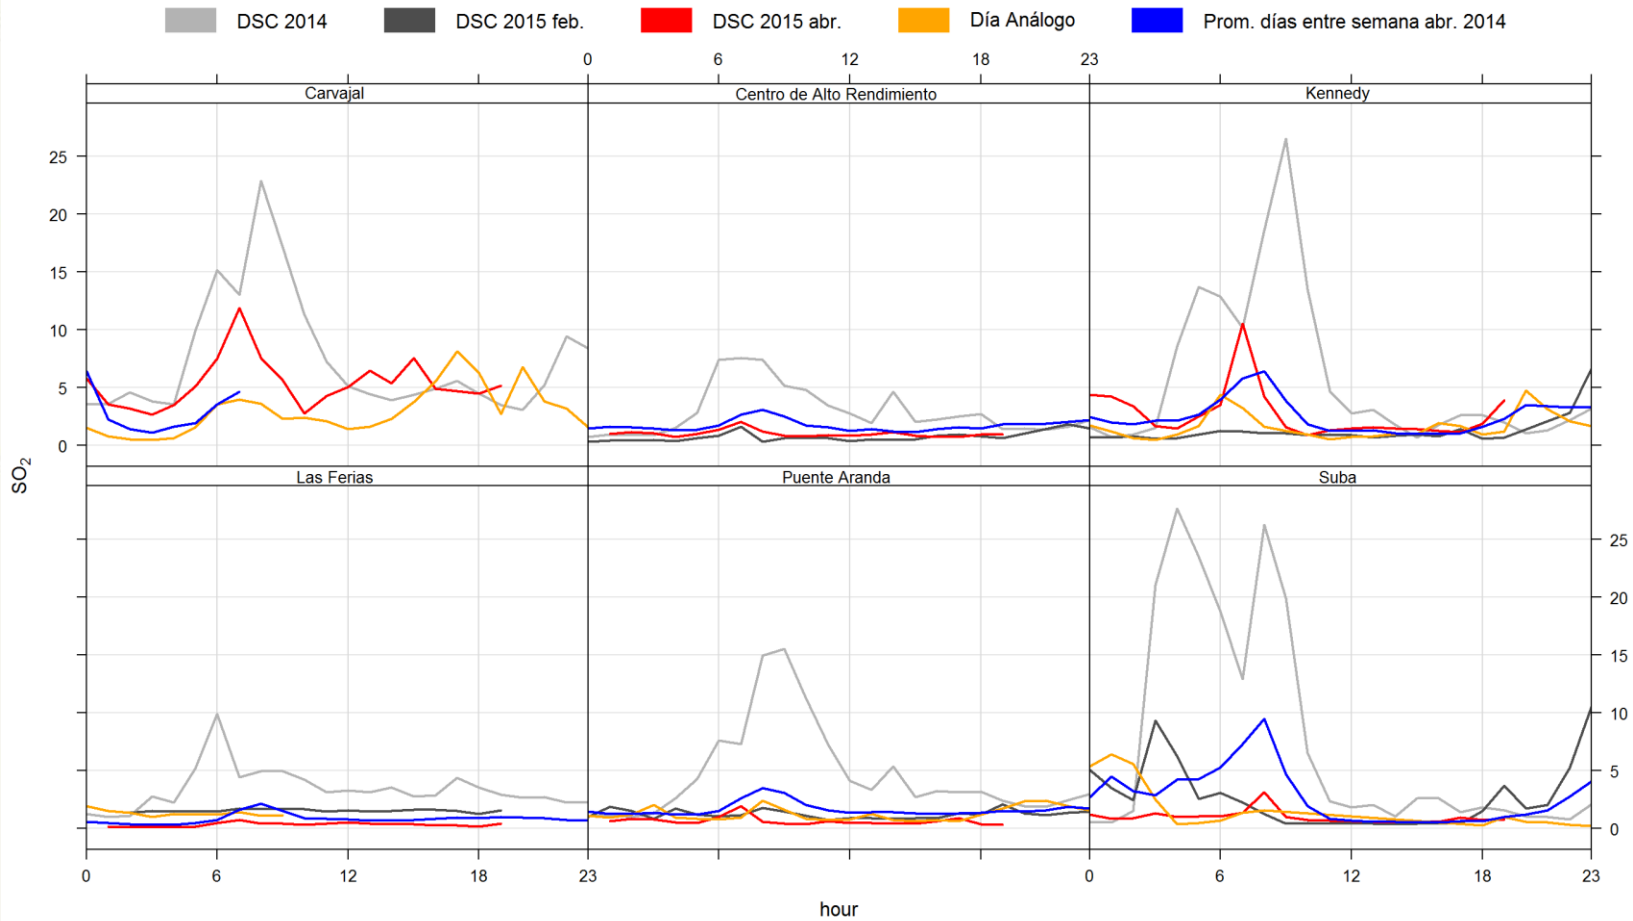 DSC 2014 DSC 2015 feb. DSC 2015 abr. Día Análogo Prom. días entre semana abr. 2014
0 6 12 18 23
Carvajal Centro de Alto Rendimiento Kennedy
25
20
15
10
5
0
SO2
Las Ferias Puente Aranda Suba
25
20
15
10
5
0
0 6 12 18 23 0 6 12 18 23
hour